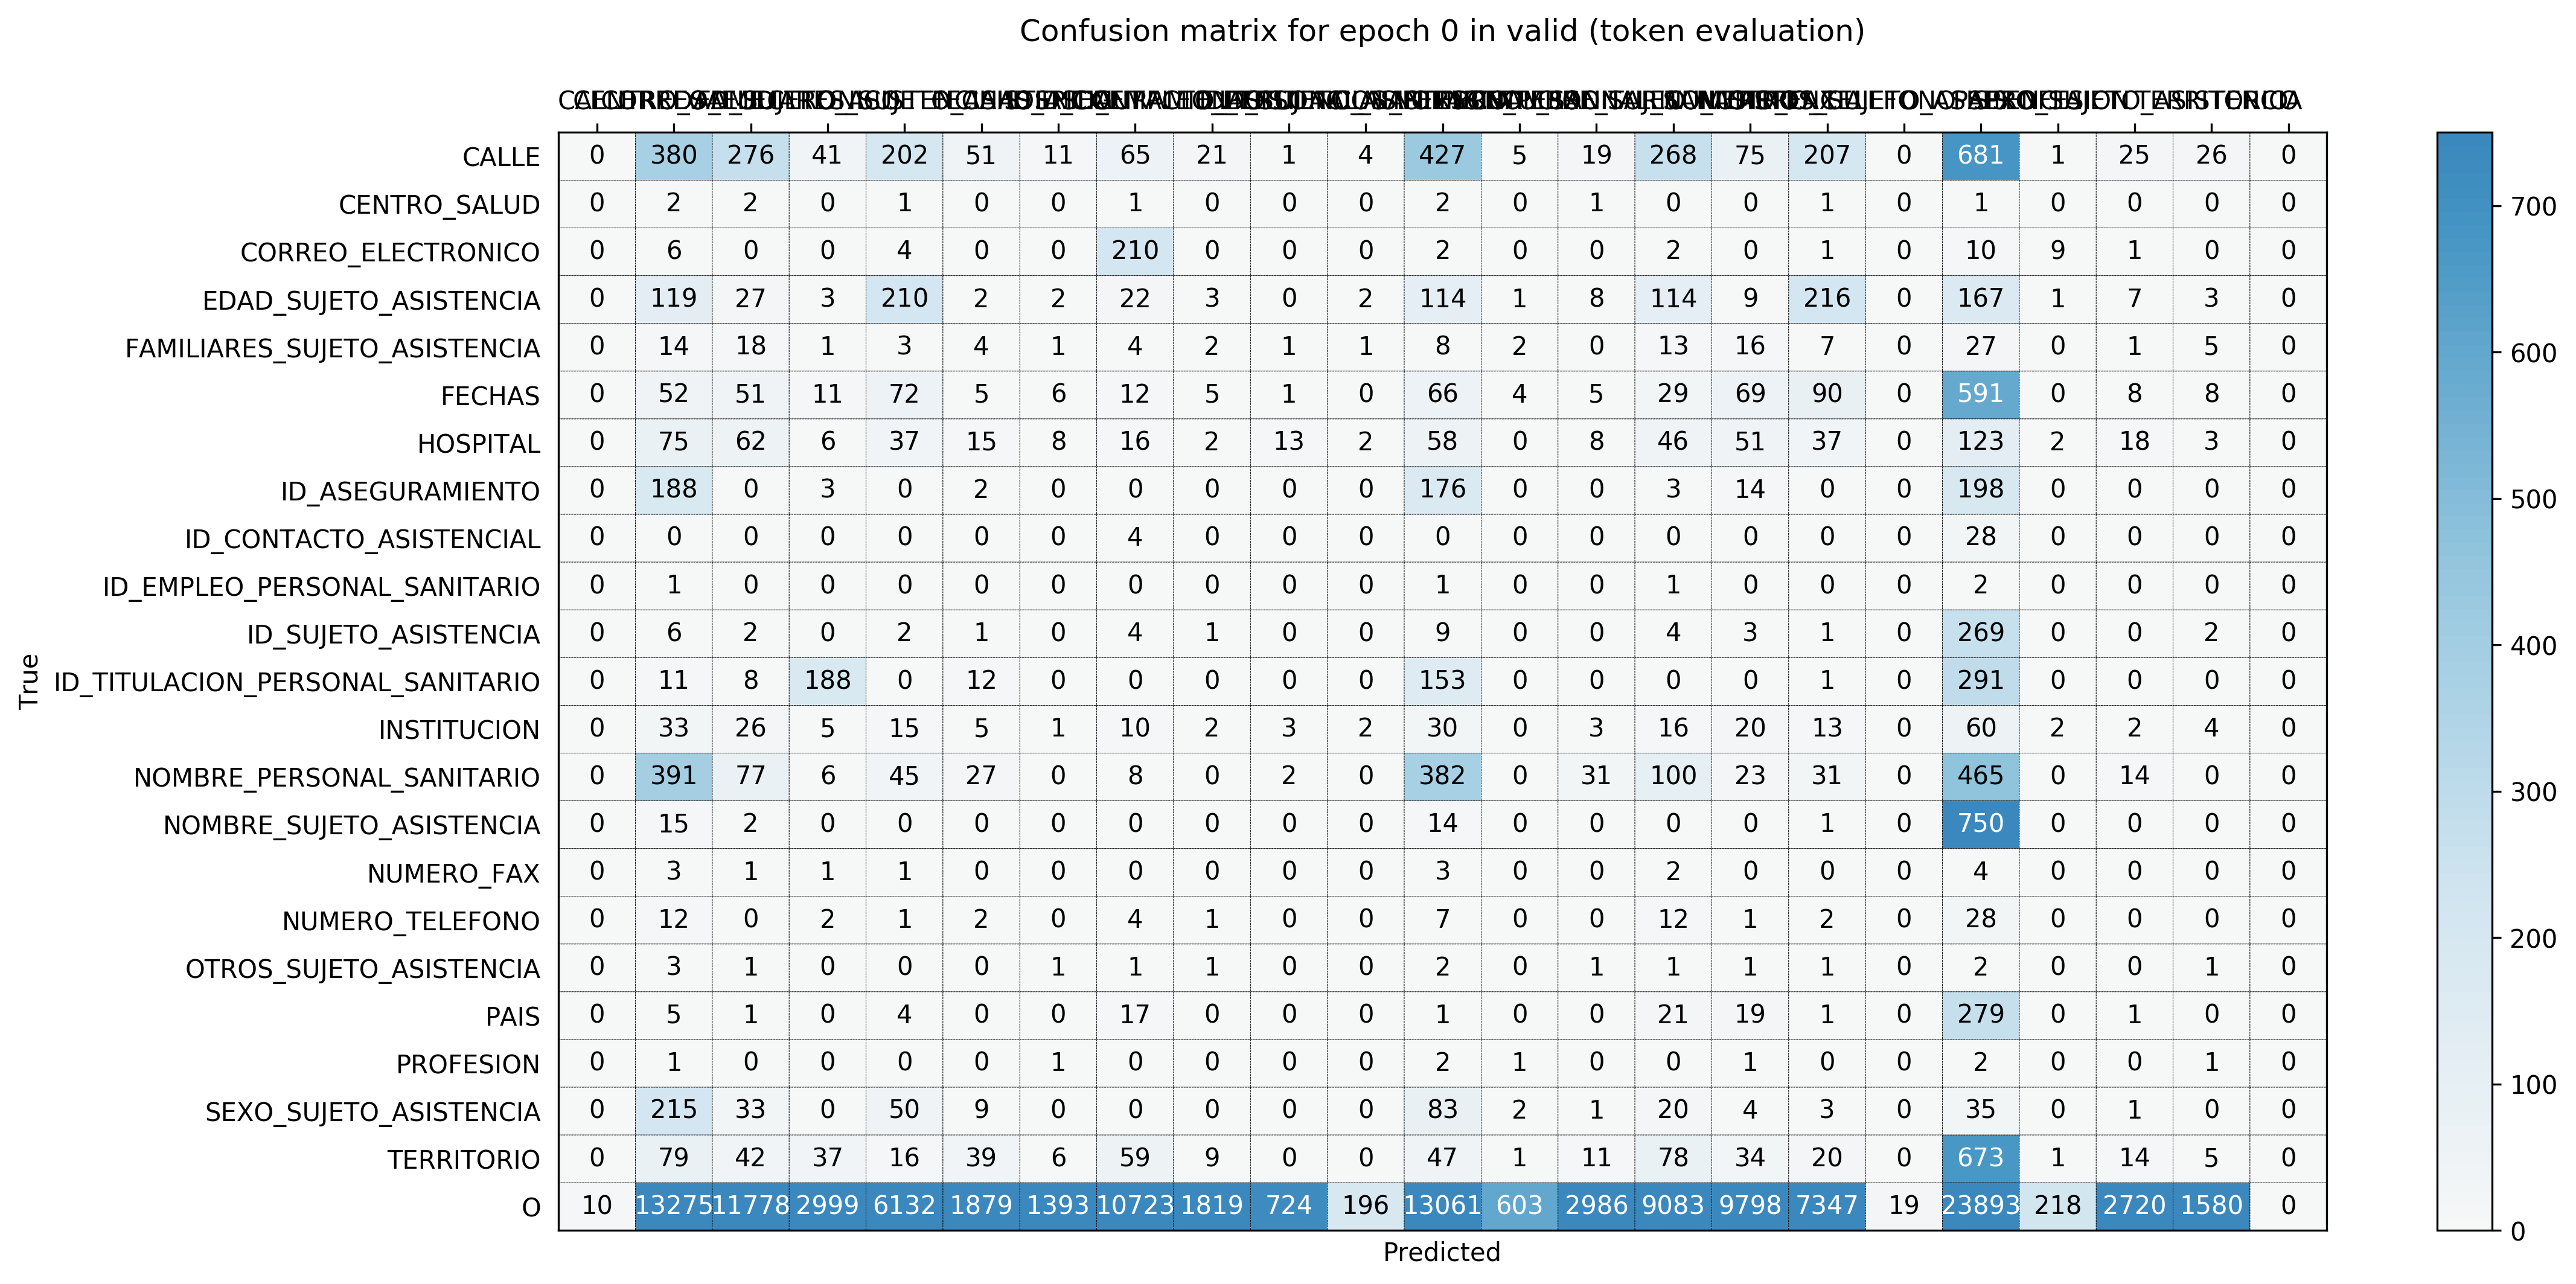 Confusion matrix for epoch 0 in valid (token evaluation)
CALLE 0 380 276 41 202 51 11 65 21 1 4 427 5 19 268 75 207 0 681 1 25 26 0
CENTRO_SALUD 0 2 2 0 1 0 0 1 0 0 0 2 0 1 0 0 1 0 1 0 0 0 0
CORREO_ELECTRONICO 0 6 0 0 4 0 0 210 0 0 0 2 0 0 2 0 1 0 10 9 1 0 0
EDAD_SUJETO_ASISTENCIA 0 119 27 3 210 2 2 22 3 0 2 114 1 8 114 9 216 0 167 1 7 3 0
FAMILIARES_SUJETO_ASISTENCIA 0 14 18 1 3 4 1 4 2 1 1 8 2 0 13 16 7 0 27 0 1 5 0
FECHAS 0 52 51 11 72 5 6 12 5 1 0 66 4 5 29 69 90 0 591 0 8 8 0
HOSPITAL 0 75 62 6 37 15 8 16 2 13 2 58 0 8 46 51 37 0 123 2 18 3 0
ID_ASEGURAMIENTO 0 188 0 3 0 2 0 0 0 0 0 176 0 0 3 14 0 0 198 0 0 0 0
ID_CONTACTO_ASISTENCIAL 0 0 0 0 0 0 0 4 0 0 0 0 0 0 0 0 0 0 28 0 0 0 0
ID_EMPLEO_PERSONAL_SANITARIO 0 1 0 0 0 0 0 0 0 0 0 1 0 0 1 0 0 0 2 0 0 0 0
ID_SUJETO_ASISTENCIA 0 6 2 0 2 1 0 4 1 0 0 9 0 0 4 3 1 0 269 0 0 2 0
ID_TITULACION_PERSONAL_SANITARIO 0 11 8 188 0 12 0 0 0 0 0 153 0 0 0 0 1 0 291 0 0 0 0
INSTITUCION 0 33 26 5 15 5 1 10 2 3 2 30 0 3 16 20 13 0 60 2 2 4 0
NOMBRE_PERSONAL_SANITARIO 0 391 77 6 45 27 0 8 0 2 0 382 0 31 100 23 31 0 465 0 14 0 0
NOMBRE_SUJETO_ASISTENCIA 0 15 2 0 0 0 0 0 0 0 0 14 0 0 0 0 1 0 750 0 0 0 0
NUMERO_FAX 0 3 1 1 1 0 0 0 0 0 0 3 0 0 2 0 0 0 4 0 0 0 0
NUMERO_TELEFONO 0 12 0 2 1 2 0 4 1 0 0 7 0 0 12 1 2 0 28 0 0 0 0
OTROS_SUJETO_ASISTENCIA 0 3 1 0 0 0 1 1 1 0 0 2 0 1 1 1 1 0 2 0 0 1 0
PAIS 0 5 1 0 4 0 0 17 0 0 0 1 0 0 21 19 1 0 279 0 1 0 0
PROFESION 0 1 0 0 0 0 1 0 0 0 0 2 1 0 0 1 0 0 2 0 0 1 0
SEXO_SUJETO_ASISTENCIA 0 215 33 0 50 9 0 0 0 0 0 83 2 1 20 4 3 0 35 0 1 0 0
TERRITORIO 0 79 42 37 16 39 6 59 9 0 0 47 1 11 78 34 20 0 673 1 14 5 0
O 10 13275 11778 2999 6132 1879 1393 10723 1819 724 196 13061 603 2986 9083 9798 7347 19 23893 218 2720 1580 0
True
Predicted
700
600
500
400
300
200
100
0